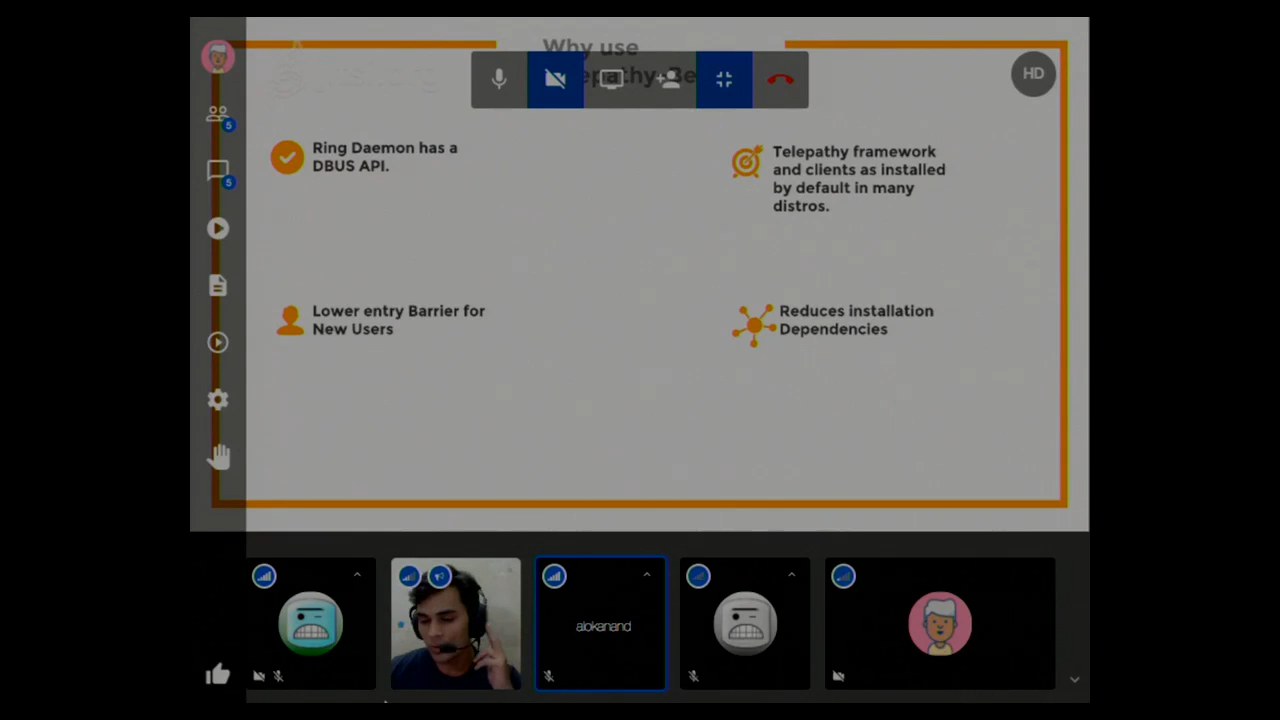 Why use
HD
5
Ring Daemon has a
DBUS API.
Telepathy framework
and clients as installed
by default in many
distros.
5
Lower entry Barrier for
New Users
Reduces installation
Dependencies
alokanand